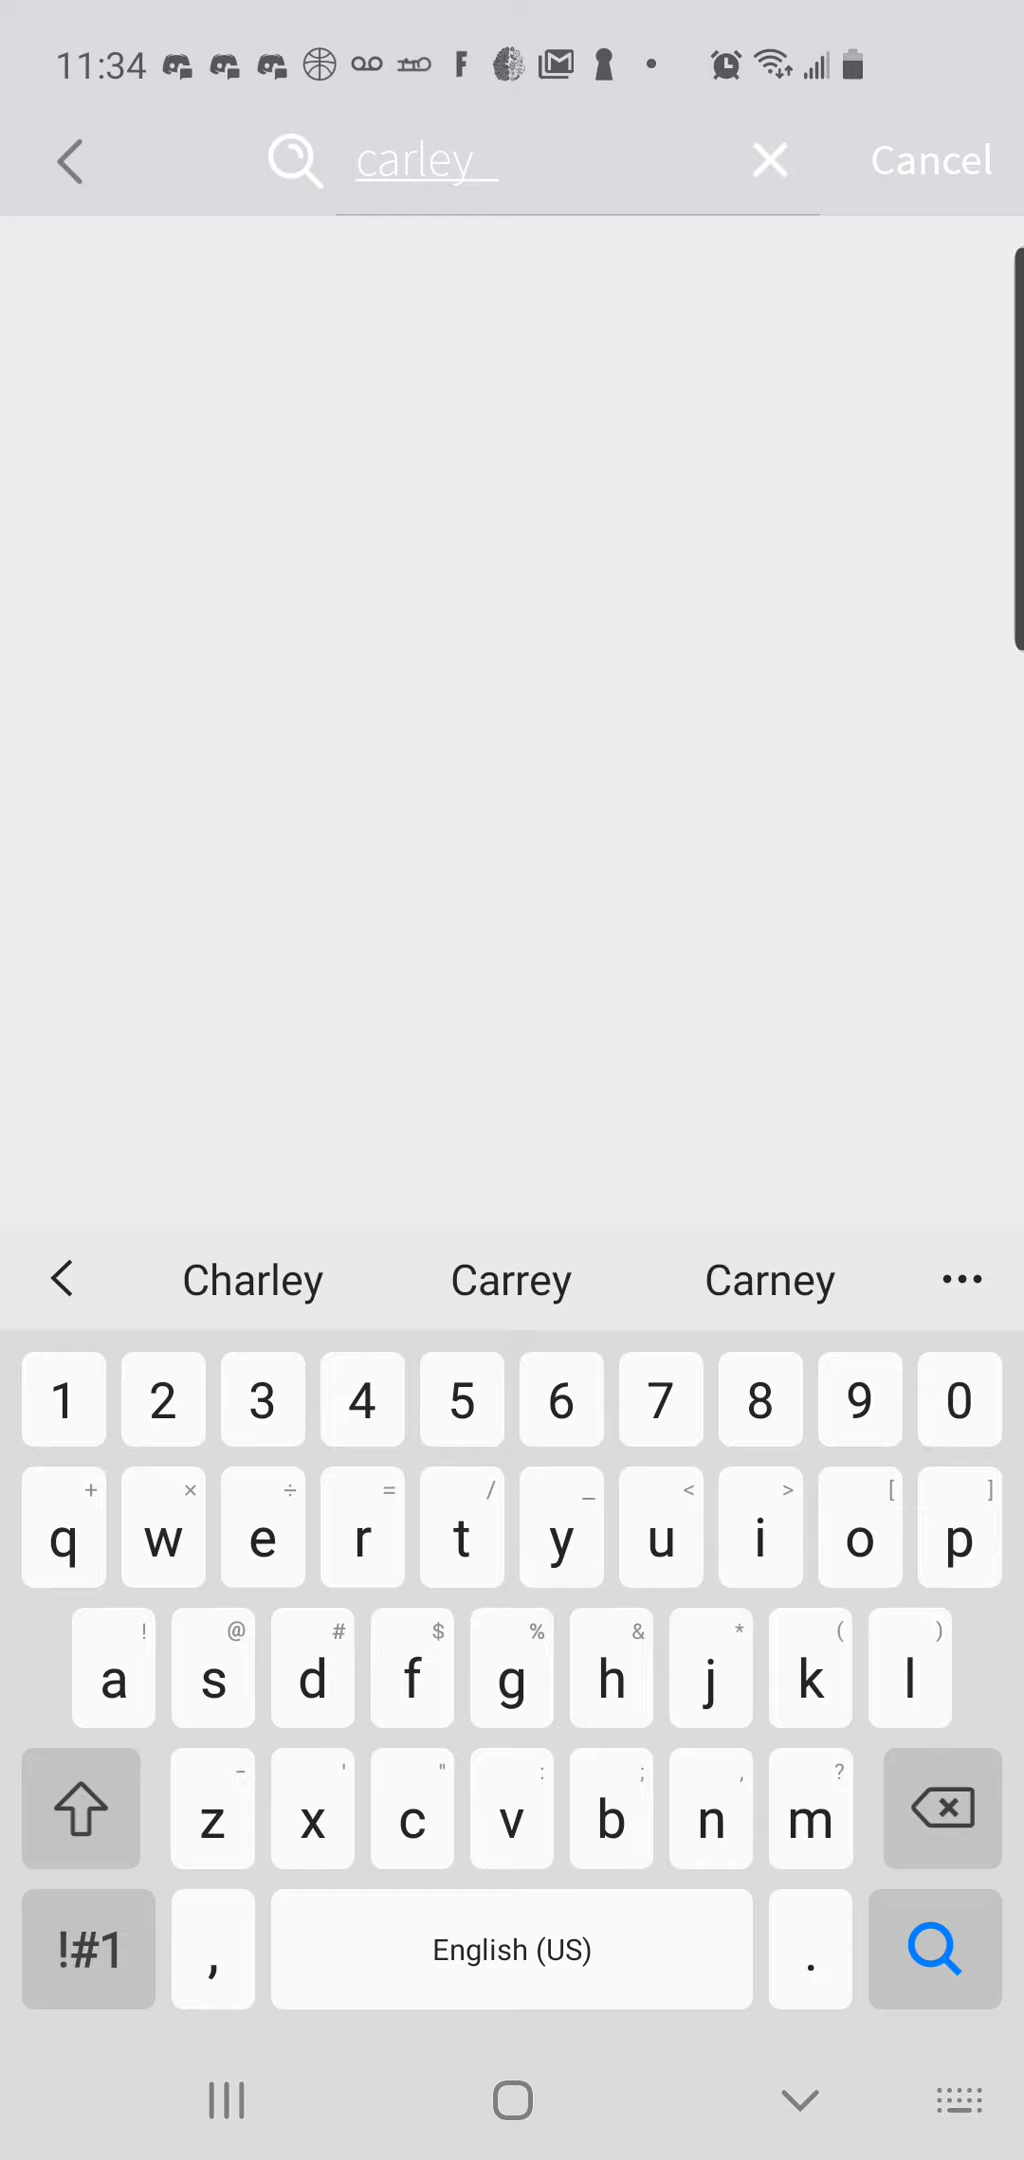 11:34 F
carley_ Cancel
Charley Carrey Carney •••
1 2 3 4 5 6 7 8 9 0
+ × ÷ = / _ < > [ ]
q w e r t y u i o p
! @ # $ % & * ( )
a s d f g h j k l
- ' " : ; , ?
z x c v b n m
!#1 , English (US) .